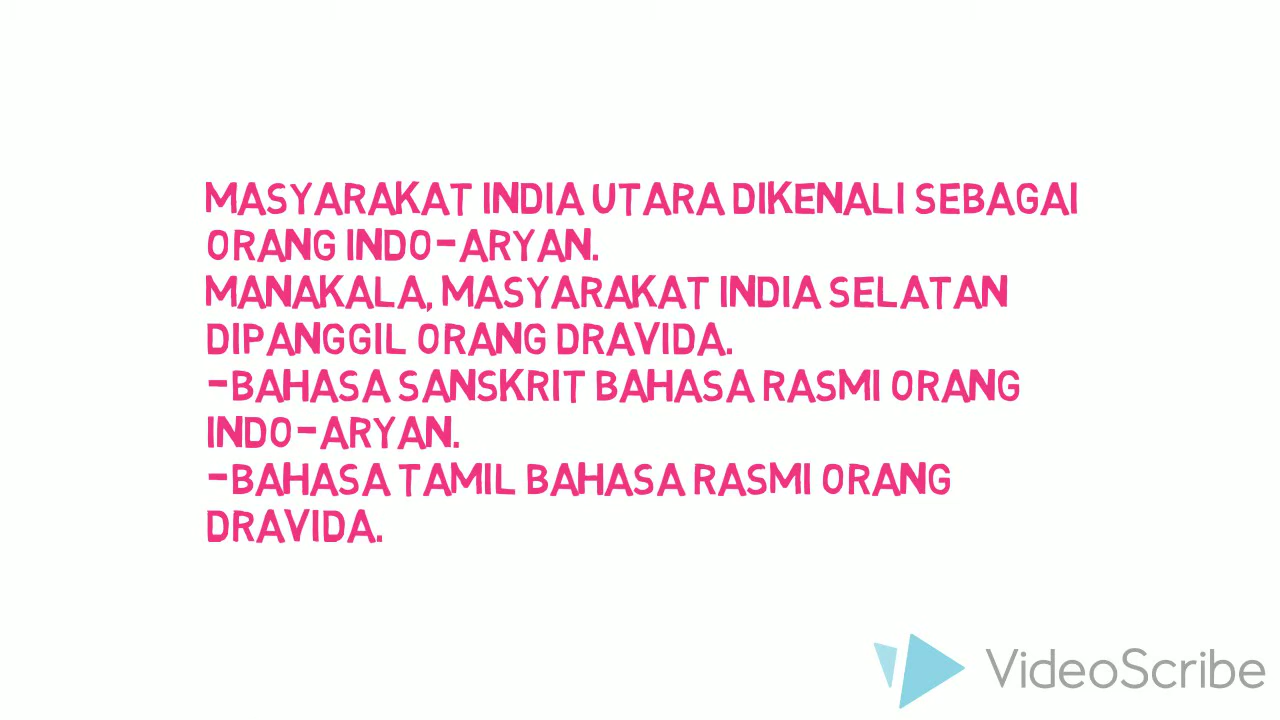 MASYARAKAT INDIA UTARA DIKENALI SEBAGAI
ORANG INDO-ARYAN.
MANAKALA, MASYARAKAT INDIA SELATAN
DIPANGGIL ORANG DRAVIDA.
-BAHASA SANSKRIT BAHASA RASMI ORANG
INDO-ARYAN.
-BAHASA TAMIL BAHASA RASMI ORANG
DRAVIDA.
VideoScribe